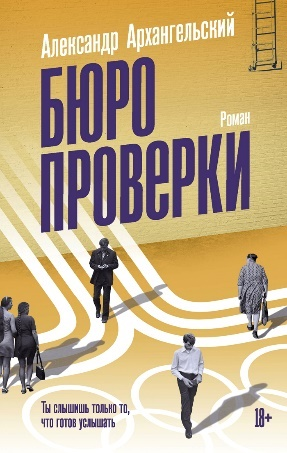 Александр Архангельский
БЮРО
Роман
ПРОВЕРКИ
Ты слышишь только то,
что готов услышать
18+